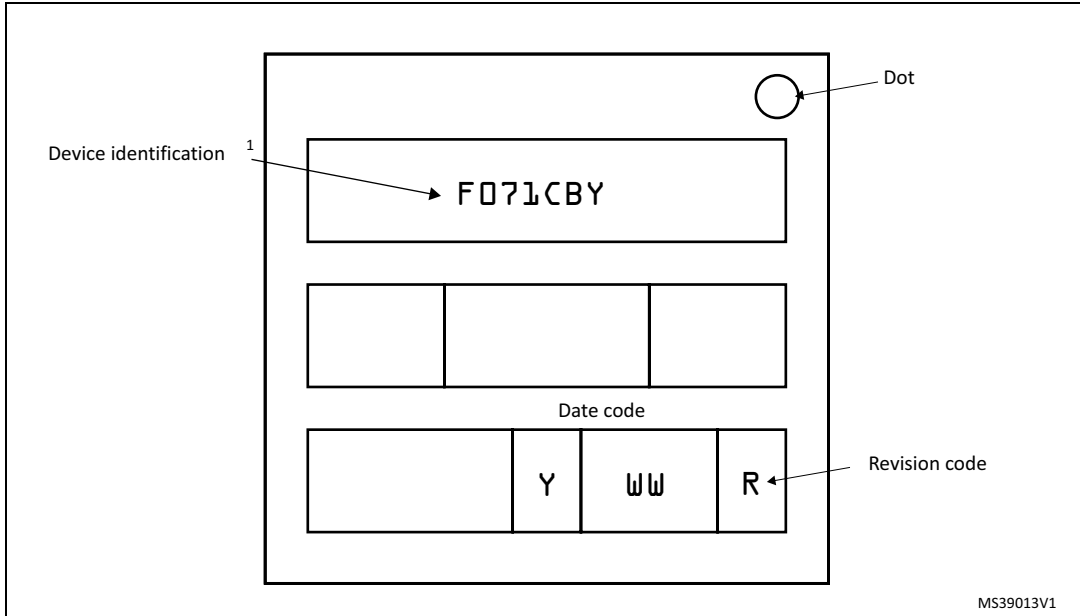 Dot
Device identification 1
F071CBY
Date code
Y WW R
Revision code
MS39013V1